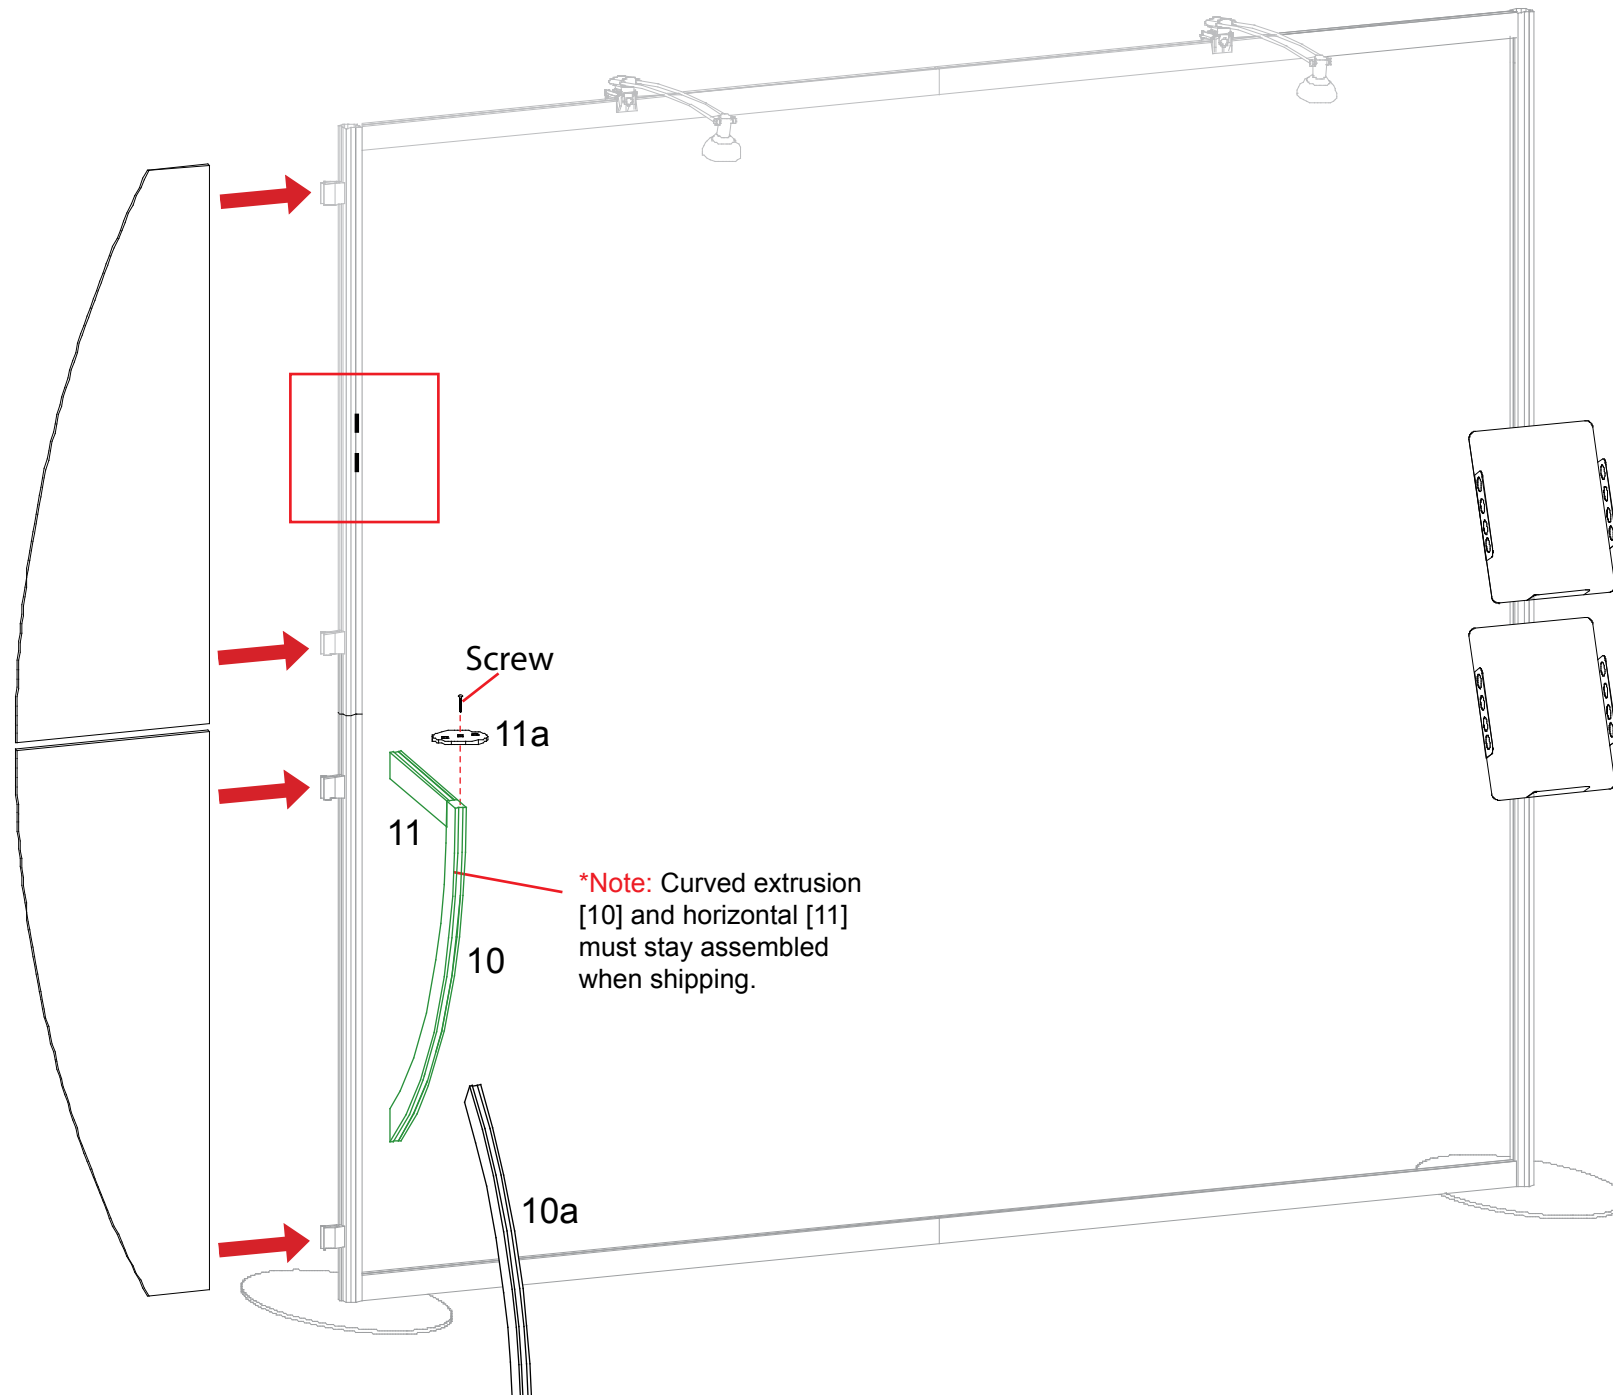 Screw
11a
11
*Note: Curved extrusion
[10] and horizontal [11]
must stay assembled
when shipping.
10
10a